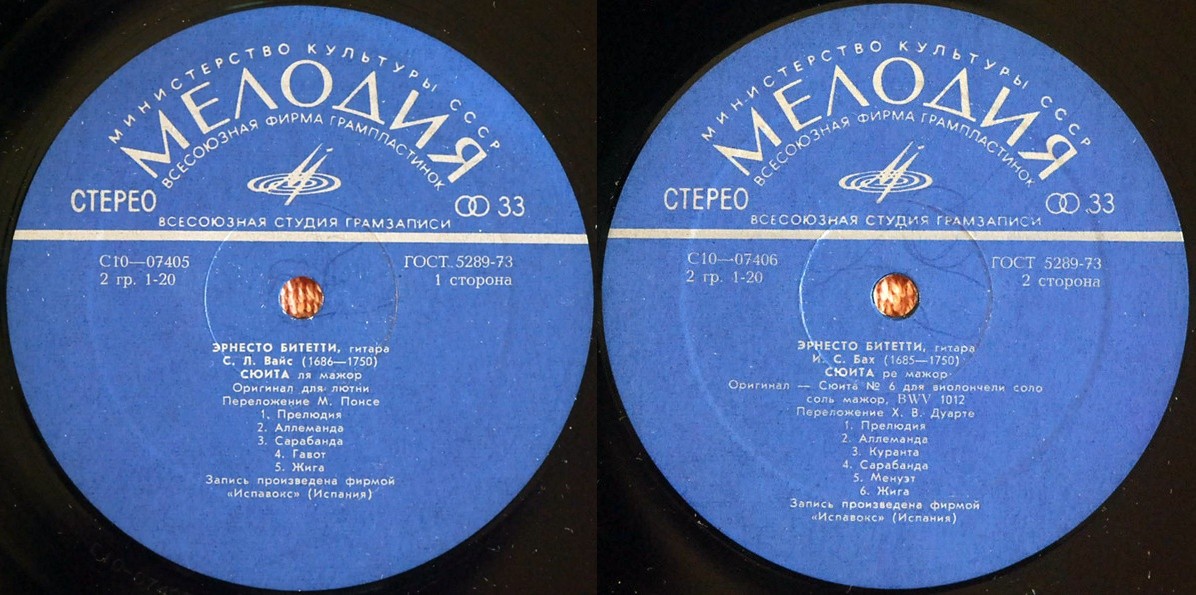 МИНИСТЕРСТВО КУЛЬТУРЫ СССР
МЕЛОДИЯ
ВСЕСОЮЗНАЯ ФИРМА ГРАМПЛАСТИНОК
СТЕРЕО
33
ВСЕСОЮЗНАЯ СТУДИЯ ГРАМЗАПИСИ
С10—07405
ГОСТ 5289-73
2 гр. 1-20
1 сторона
ЭРНЕСТО БИТЕТТИ, гитара
С. Л. Вайс (1686—1750)
СЮИТА ля мажор
Оригинал для лютни
Переложение М. Понсе
1. Прелюдия
2. Аллеманда
3. Сарабанда
4. Гавот
5. Жига
Запись произведена фирмой
«Испавокс» (Испания)
МИНИСТЕРСТВО КУЛЬТУРЫ СССР
МЕЛОДИЯ
ВСЕСОЮЗНАЯ ФИРМА ГРАМПЛАСТИНОК
СТЕРЕО
33
ВСЕСОЮЗНАЯ СТУДИЯ ГРАМЗАПИСИ
С10—07406
ГОСТ 5289-73
2 гр. 1-20
2 сторона
ЭРНЕСТО БИТЕТТИ, гитара
И. С. Бах (1685—1750)
СЮИТА ре мажор
Оригинал — Сюита № 6 для виолончели соло
соль мажор, BWV 1012
Переложение Х. В. Дуарте
1. Прелюдия
2. Аллеманда
3. Куранта
4. Сарабанда
5. Менуэт
6. Жига
Запись произведена фирмой
«Испавокс» (Испания)